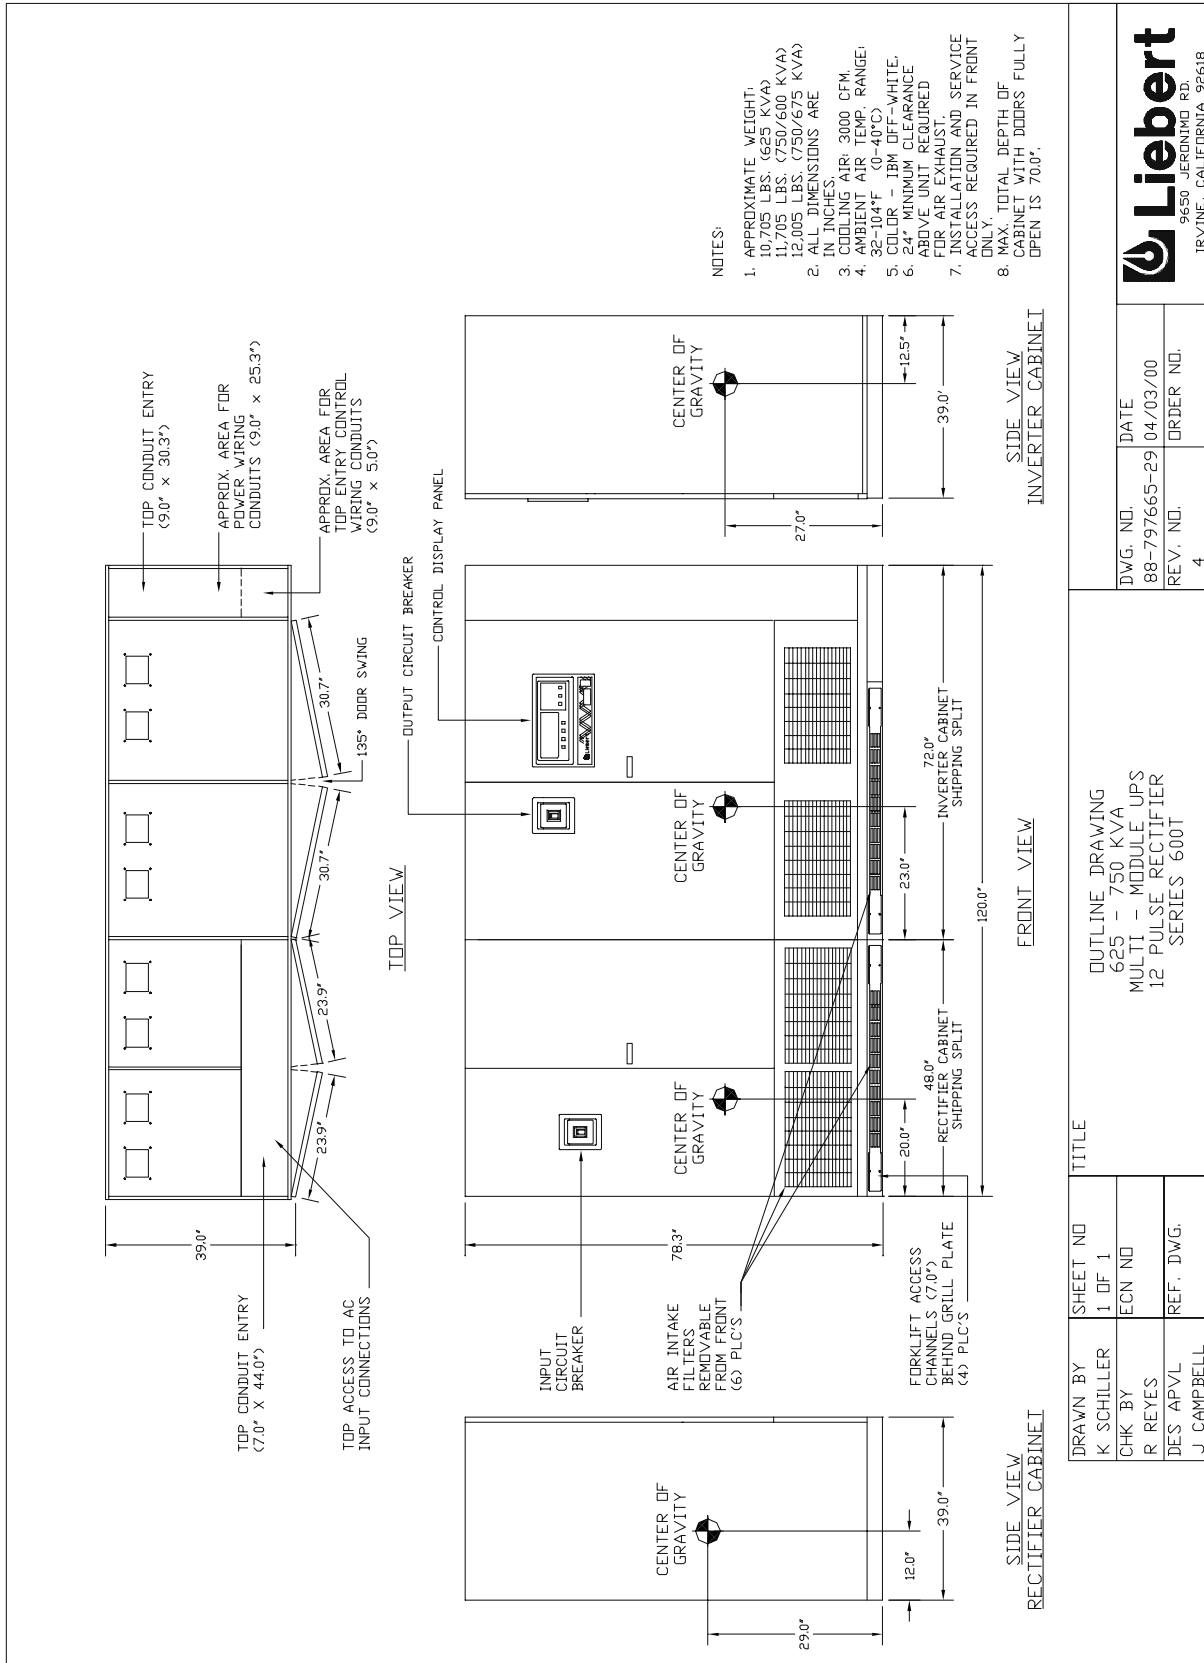 TOP CONDUIT ENTRY
(7.0" X 44.0")
TOP ACCESS TO AC
INPUT CONNECTIONS
39.0"
23.9"
23.9"
30.7"
30.7"
135° DOOR SWING
TOP CONDUIT ENTRY
(9.0" x 30.3")
APPROX. AREA FOR
POWER WIRING
CONDUITS (9.0" x 25.3")
APPROX. AREA FOR
TOP ENTRY CONTROL
WIRING CONDUITS
(9.0" x 5.0")
TOP VIEW
OUTPUT CIRCUIT BREAKER
CONTROL DISPLAY PANEL
CENTER OF
GRAVITY
29.0"
12.0"
39.0"
SIDE VIEW
RECTIFIER CABINET
INPUT
CIRCUIT
BREAKER
AIR INTAKE
FILTERS
REMOVABLE
FROM FRONT
(6) PLC'S
FORKLIFT ACCESS
CHANNELS (7.0")
BEHIND GRILL PLATE
(4) PLC'S
78.3"
Liebert
CENTER OF
GRAVITY
CENTER OF
GRAVITY
20.0"
23.0"
48.0"
RECTIFIER CABINET
SHIPPING SPLIT
72.0"
INVERTER CABINET
SHIPPING SPLIT
120.0"
FRONT VIEW
CENTER OF
GRAVITY
27.0"
12.5"
39.0'
SIDE VIEW
INVERTER CABINET
NOTES:
1. APPROXIMATE WEIGHT:
10,705 LBS. (625 KVA)
11,705 LBS. (750/600 KVA)
12,005 LBS. (750/675 KVA)
2. ALL DIMENSIONS ARE
IN INCHES.
3. COOLING AIR: 3000 CFM.
4. AMBIENT AIR TEMP. RANGE:
32-104°F (0-40°C)
5. COLOR - IBM OFF-WHITE.
6. 24" MINIMUM CLEARANCE
ABOVE UNIT REQUIRED
FOR AIR EXHAUST.
7. INSTALLATION AND SERVICE
ACCESS REQUIRED IN FRONT
ONLY.
8. MAX. TOTAL DEPTH OF
CABINET WITH DOORS FULLY
OPEN IS 70.0".
DRAWN BY
K SCHILLER
CHK BY
R REYES
DES APVL
J CAMPBELL
SHEET NO
1 OF 1
ECN NO
REF. DWG.
TITLE
OUTLINE DRAWING
625 - 750 KVA
MULTI - MODULE UPS
12 PULSE RECTIFIER
SERIES 600T
DWG. NO.
88-797665-29
REV. NO.
4
DATE
04/03/00
ORDER NO.
Liebert
9650 JERONIMO RD.
IRVINE, CALIFORNIA 92618